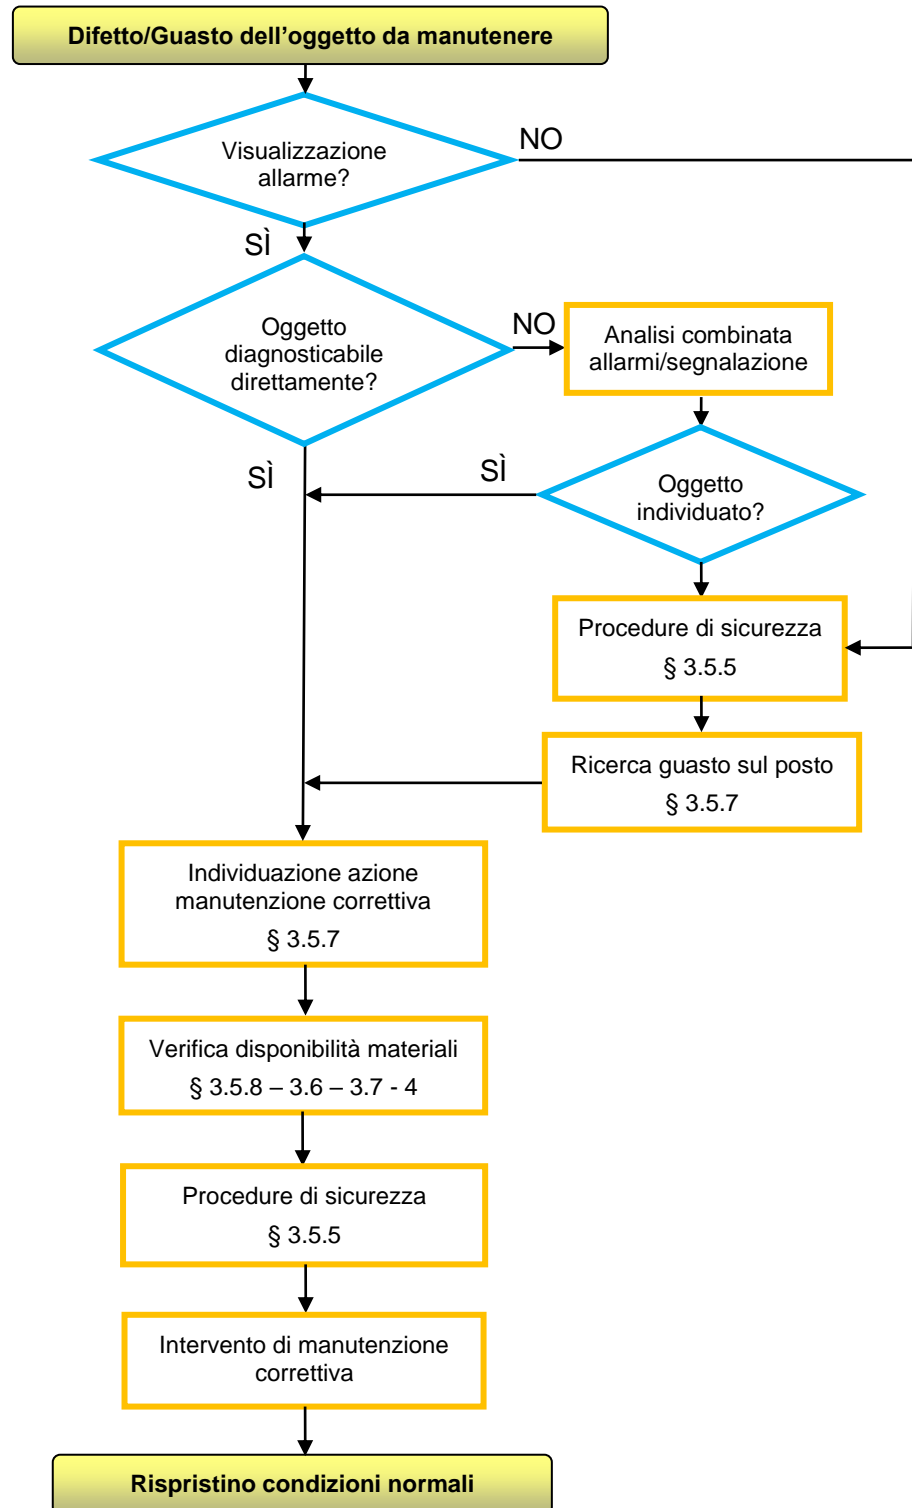 Difetto/Guasto dell’oggetto da manutenere
NO
Visualizzazione
allarme?
SÌ
Oggetto
diagnosticabile
direttamente?
NO
Analisi combinata
allarmi/segnalazione
SÌ
SÌ
Oggetto
individuato?
Procedure di sicurezza
§ 3.5.5
Ricerca guasto sul posto
§ 3.5.7
Individuazione azione
manutenzione correttiva
§ 3.5.7
Verifica disponibilità materiali
§ 3.5.8 – 3.6 – 3.7 - 4
Procedure di sicurezza
§ 3.5.5
Intervento di manutenzione
correttiva
Rispristino condizioni normali